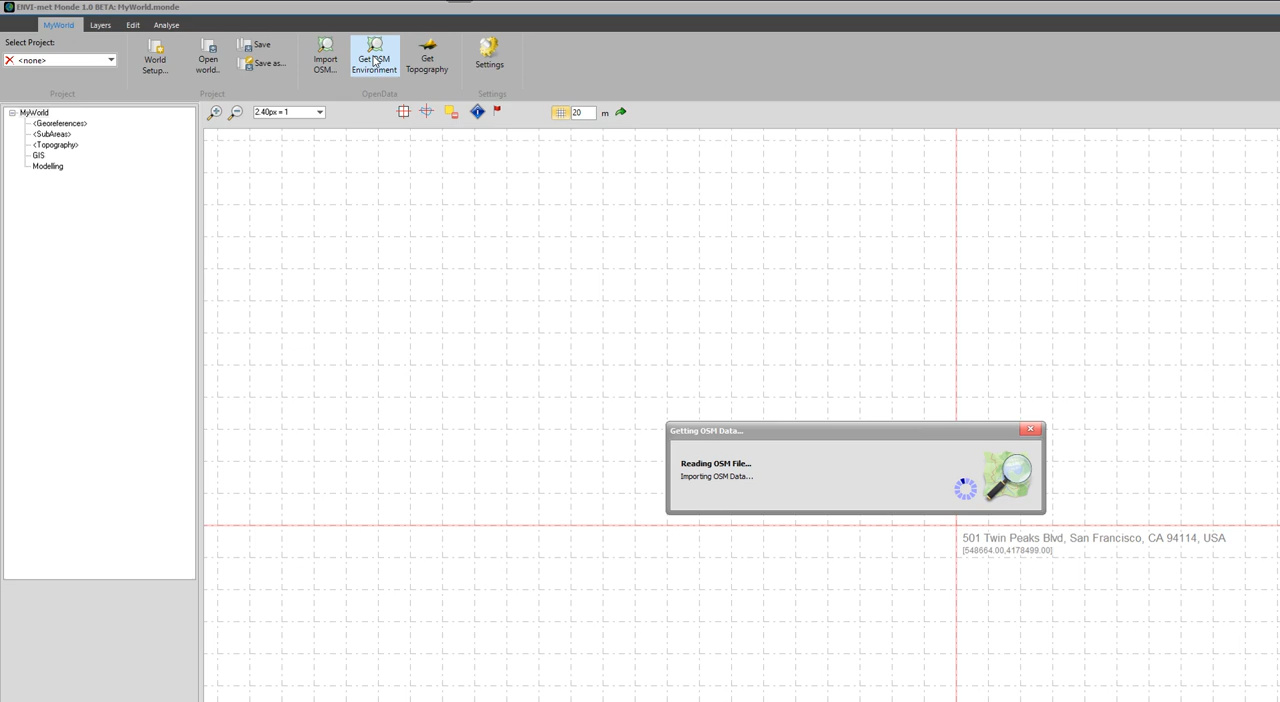 ENVI-met Monde 1.0 BETA: MyWorld.monde
MyWorld Layers Edit Analyse
Select Project:
<none>
World Setup...
Open world..
Save
Save as...
Import OSM...
Get OSM Environment
Get Topography
Settings
Project Project OpenData Settings
2.40px = 1
20 m
MyWorld
<Georeferences>
<SubAreas>
<Topography>
GIS
Modelling
Getting OSM Data...
Reading OSM File...
Importing OSM Data...
501 Twin Peaks Blvd, San Francisco, CA 94114, USA
[548664.00,4178499.00]